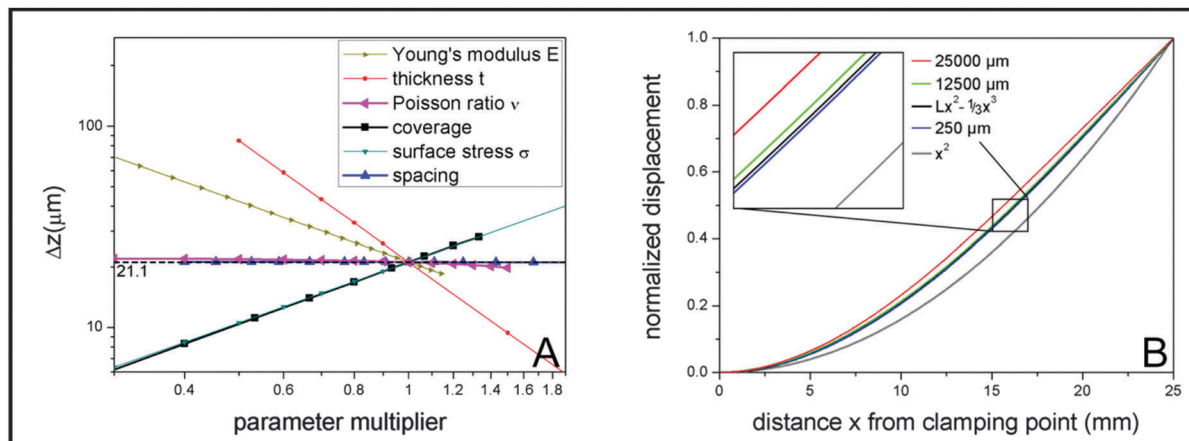 Δz(µm)
100
10
21.1
Young's modulus E
thickness t
Poisson ratio ν
coverage
surface stress σ
spacing
A
0.4 0.6 0.8 1 1.2 1.4 1.6 1.8
parameter multiplier
normalized displacement
1.0
0.8
0.6
0.4
0.2
0.0
25000 µm
12500 µm
Lx²-⅓x³
250 µm
x²
B
0 5 10 15 20 25
distance x from clamping point (mm)